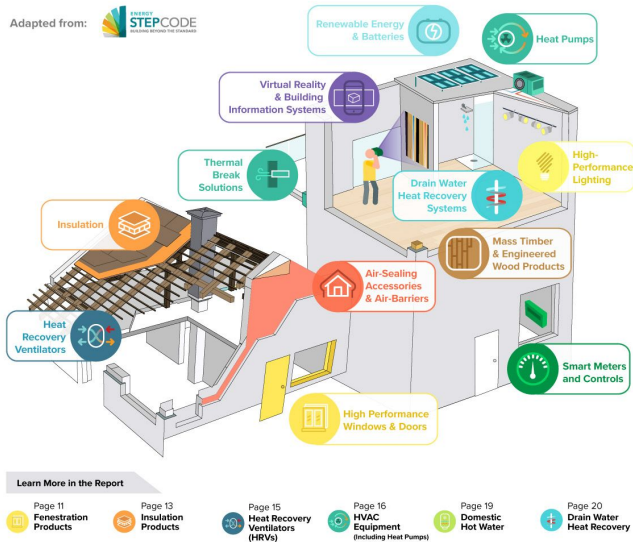 Adapted from:
ENERGY
STEPCODE
BUILDING BEYOND THE STANDARD
Renewable Energy
& Batteries
Heat Pumps
Virtual Reality
& Building
Information Systems
Thermal
Break
Solutions
High-
Performance
Lighting
Drain Water
Heat Recovery
Systems
Insulation
Mass Timber
& Engineered
Wood Products
Air-Sealing
Accessories
& Air-Barriers
Heat
Recovery
Ventilators
Smart Meters
and Controls
High Performance
Windows & Doors
Learn More in the Report
Page 11
Fenestration
Products
Page 13
Insulation
Products
Page 15
Heat Recovery
Ventilators
(HRVs)
Page 16
HVAC
Equipment
(Including Heat Pumps)
Page 19
Domestic
Hot Water
Page 20
Drain Water
Heat Recovery